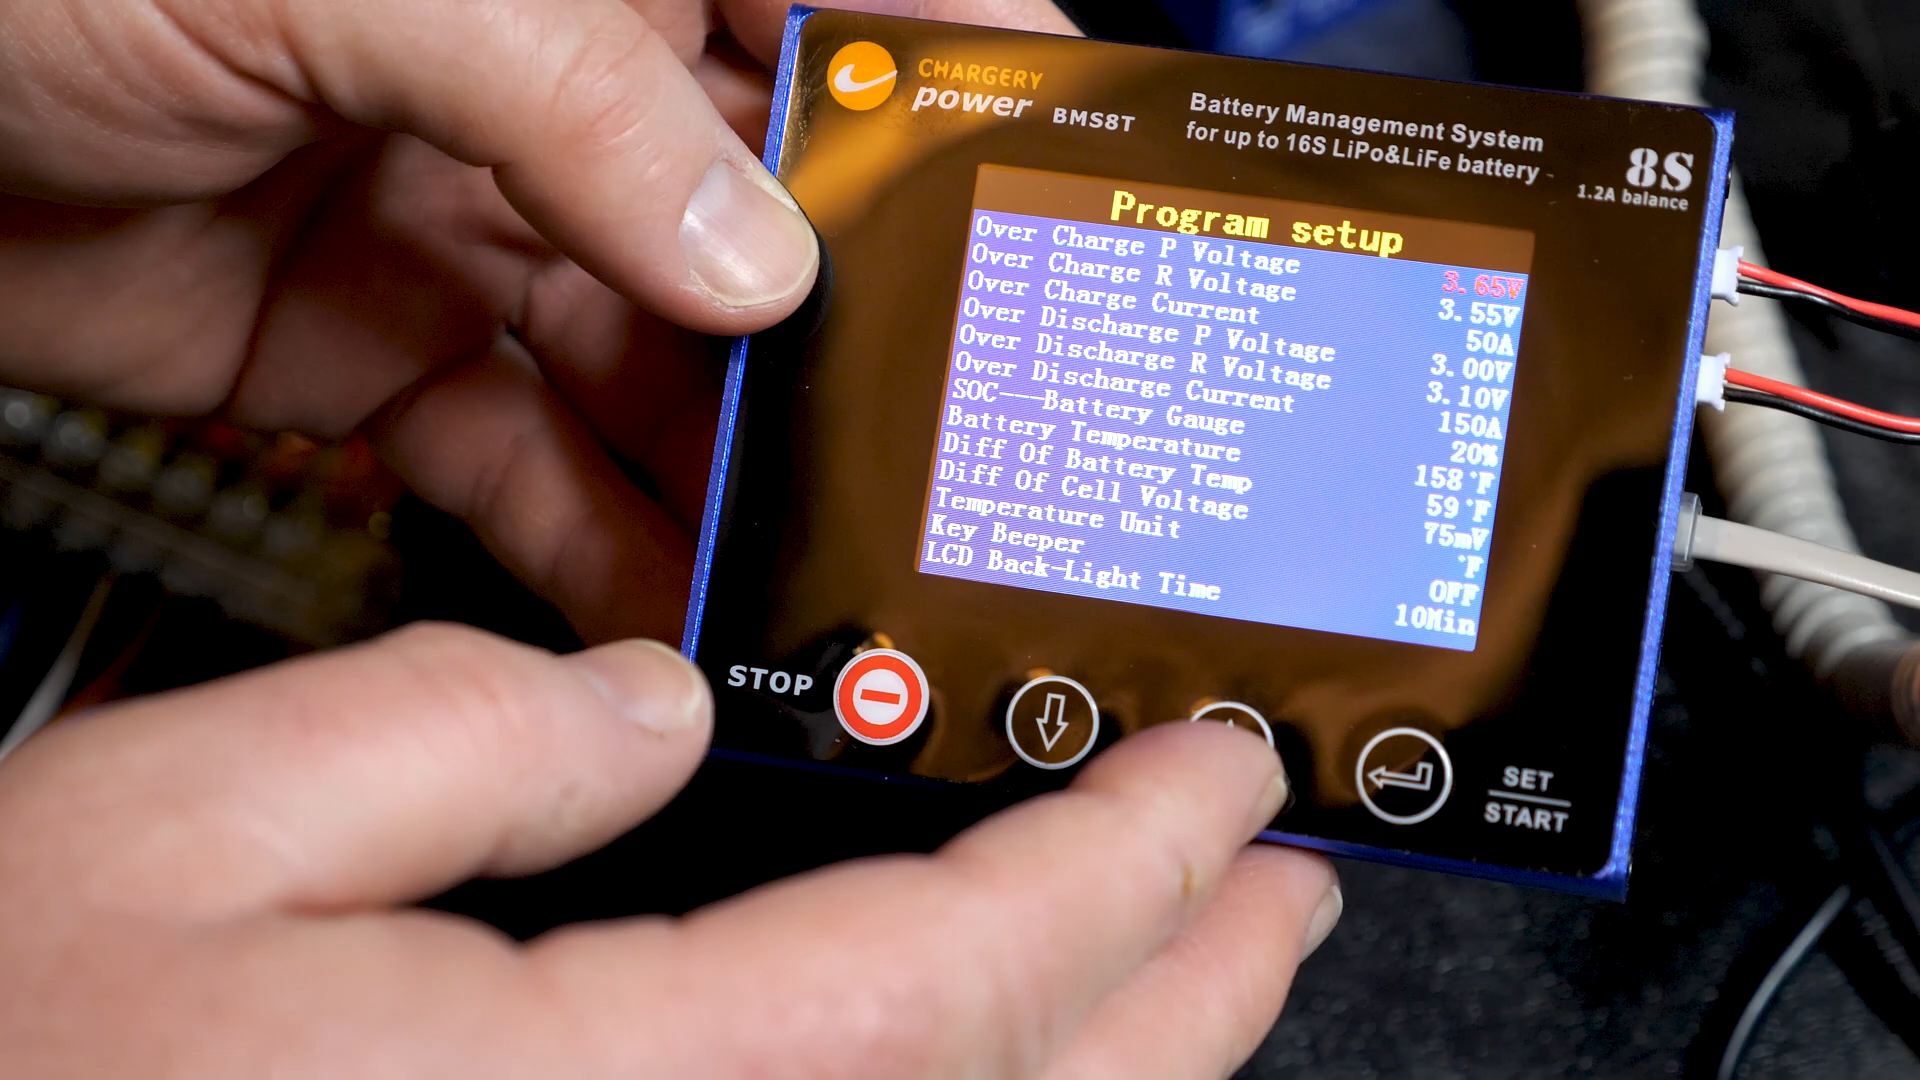 CHARGERY
power BMS8T
Battery Management System
for up to 16S LiPo&LiFe battery
8S
1.2A balance
Program setup
Over Charge P Voltage 3.65V
Over Charge R Voltage 3.55V
Over Charge Current 50A
Over Discharge P Voltage 3.00V
Over Discharge R Voltage 3.10V
Over Discharge Current 150A
SOC---Battery Gauge 20%
Battery Temperature 158°F
Diff Of Battery Temp 59°F
Diff Of Cell Voltage 75mV
Temperature Unit °F
Key Beeper OFF
LCD Back-Light Time 10Min
STOP
SET
START